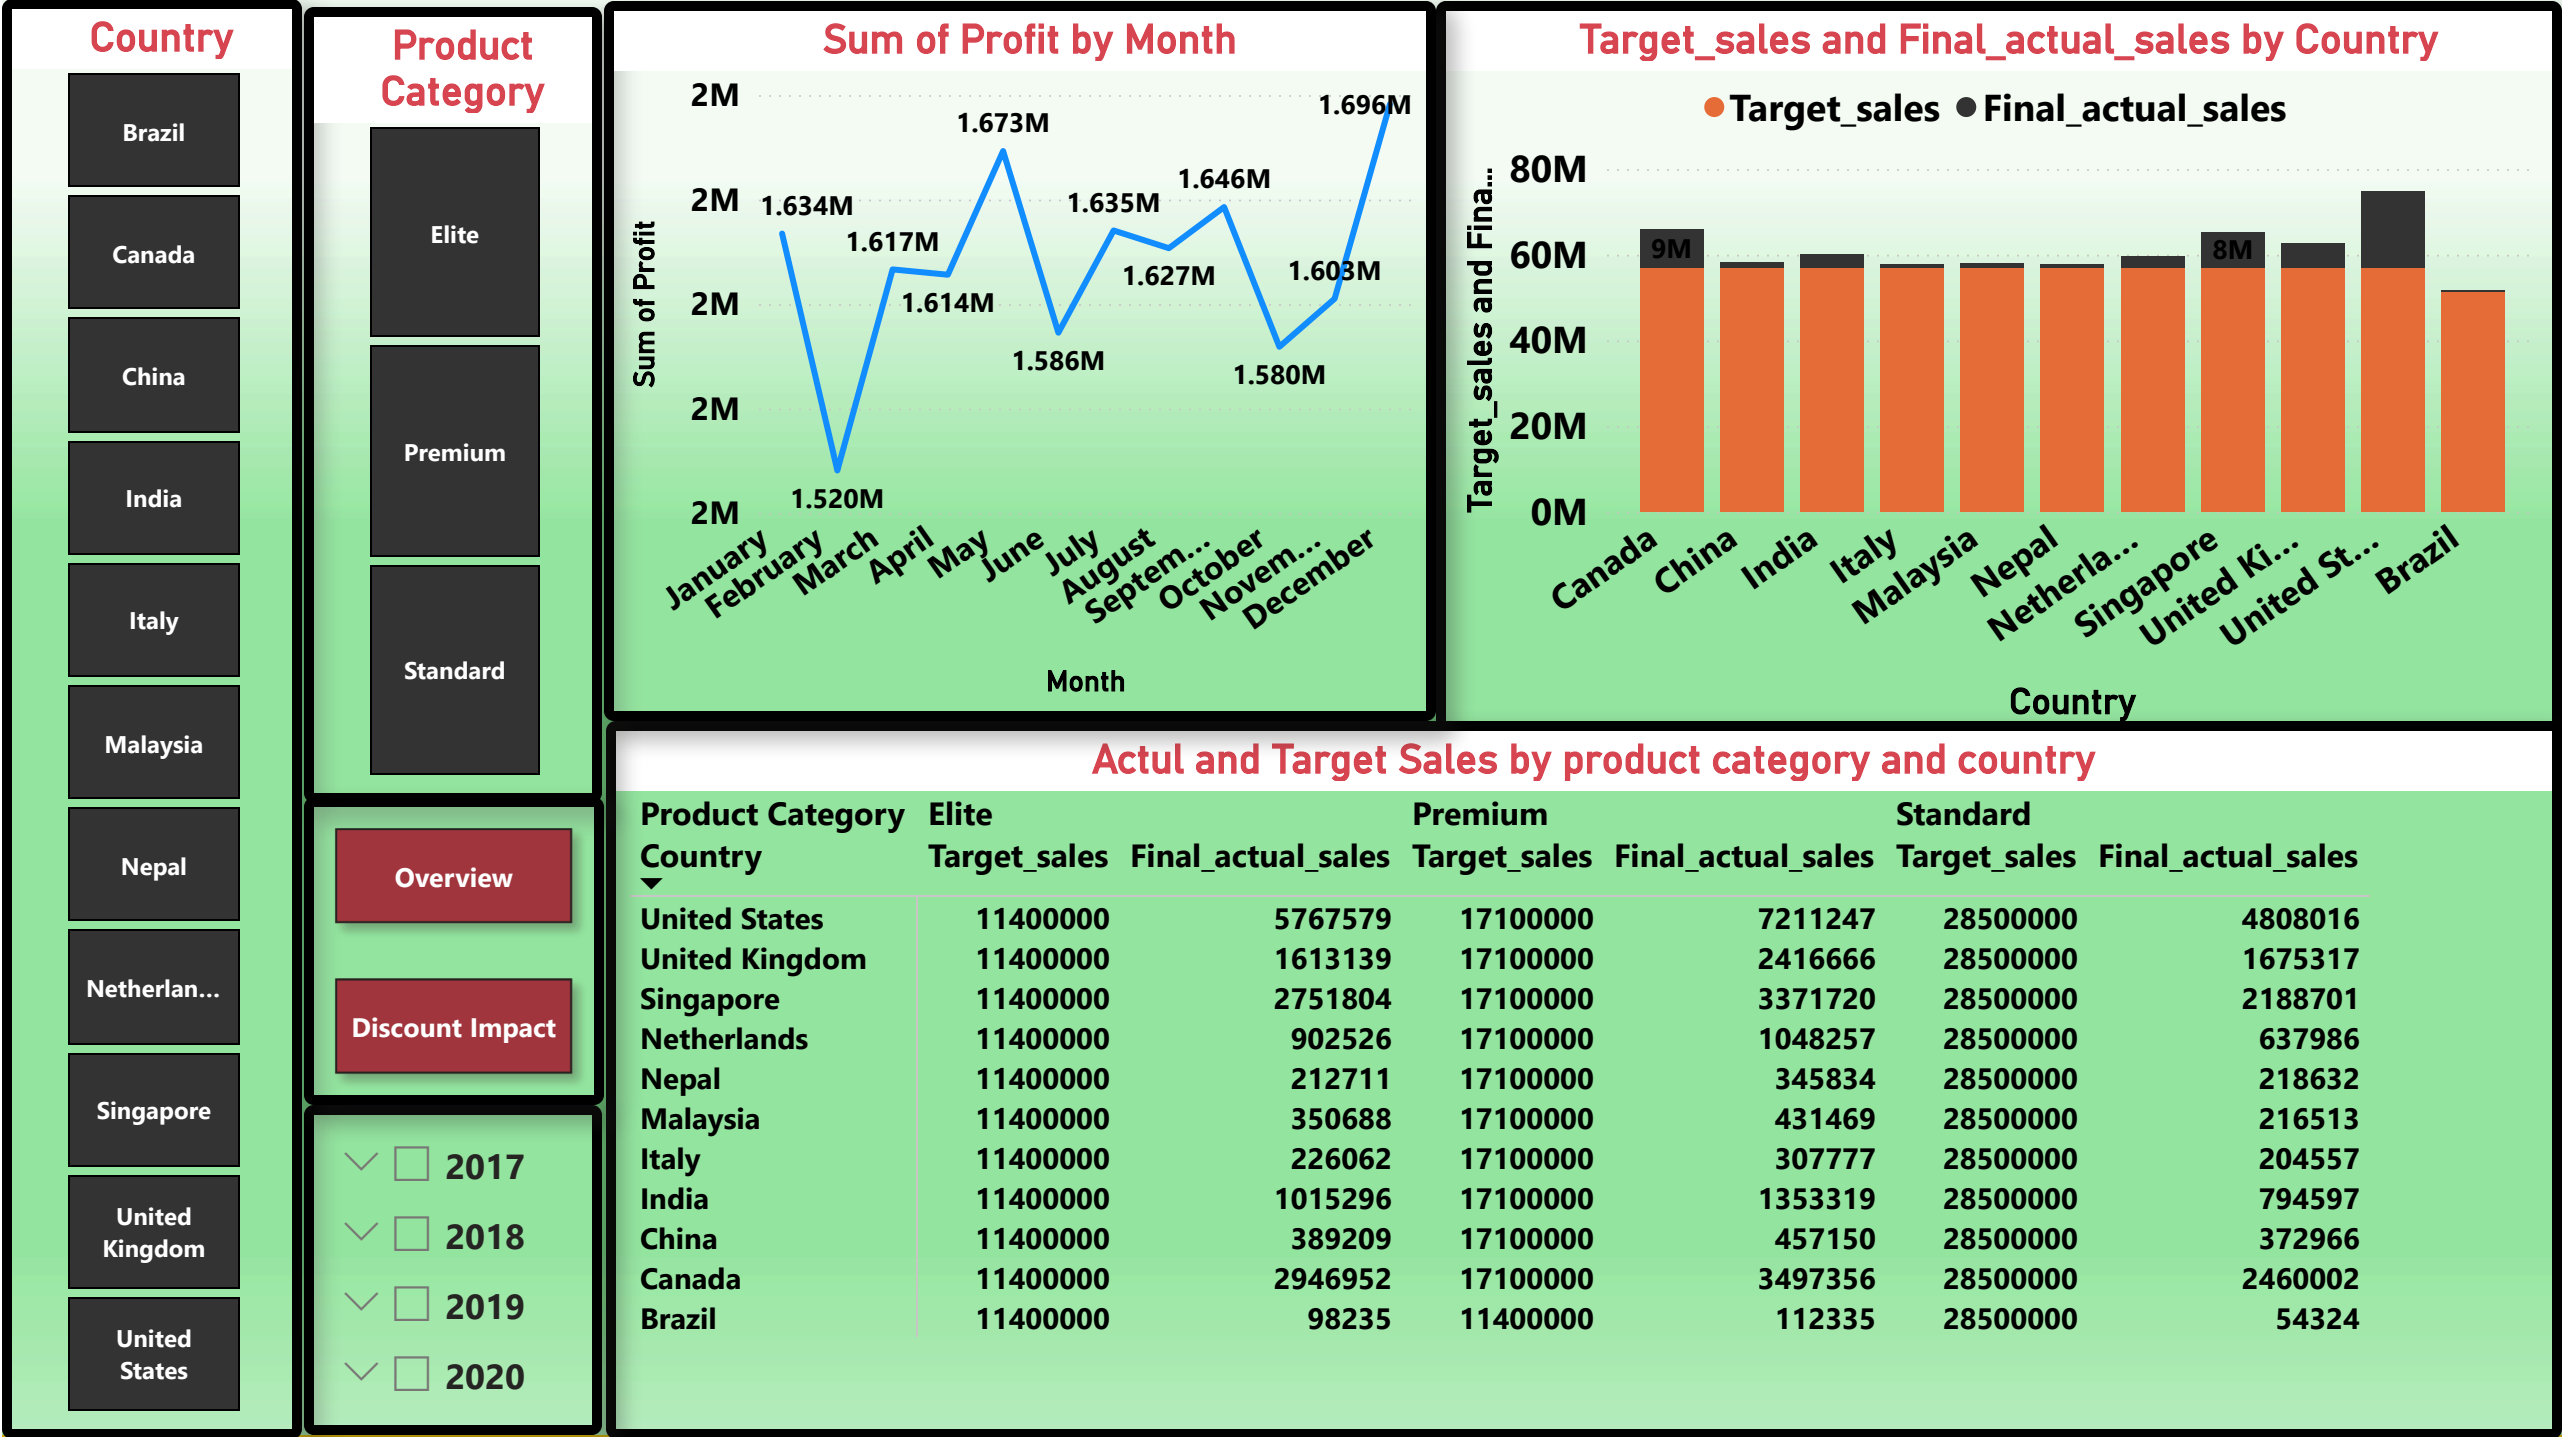 Country
Brazil
Canada
China
India
Italy
Malaysia
Nepal
Netherlan...
Singapore
United
Kingdom
United
States
Product
Category
Elite
Premium
Standard
Overview
Discount Impact
2017
2018
2019
2020
Sum of Profit by Month
Sum of Profit
2M
2M
2M
2M
2M
1.634M
1.520M
1.617M
1.614M
1.673M
1.586M
1.635M
1.627M
1.646M
1.580M
1.603M
1.696M
January
February
March
April
May
June
July
August
Septem...
October
Novem...
December
Month
Target_sales and Final_actual_sales by Country
Target_sales Final_actual_sales
Target_sales and Fina...
80M
60M
40M
20M
0M
9M
8M
Canada
China
India
Italy
Malaysia
Nepal
Netherla...
Singapore
United Ki...
United St...
Brazil
Country
Actul and Target Sales by product category and country
Product Category Elite Premium Standard
Country Target_sales Final_actual_sales Target_sales Final_actual_sales Target_sales Final_actual_sales
United States 11400000 5767579 17100000 7211247 28500000 4808016
United Kingdom 11400000 1613139 17100000 2416666 28500000 1675317
Singapore 11400000 2751804 17100000 3371720 28500000 2188701
Netherlands 11400000 902526 17100000 1048257 28500000 637986
Nepal 11400000 212711 17100000 345834 28500000 218632
Malaysia 11400000 350688 17100000 431469 28500000 216513
Italy 11400000 226062 17100000 307777 28500000 204557
India 11400000 1015296 17100000 1353319 28500000 794597
China 11400000 389209 17100000 457150 28500000 372966
Canada 11400000 2946952 17100000 3497356 28500000 2460002
Brazil 11400000 98235 11400000 112335 28500000 54324